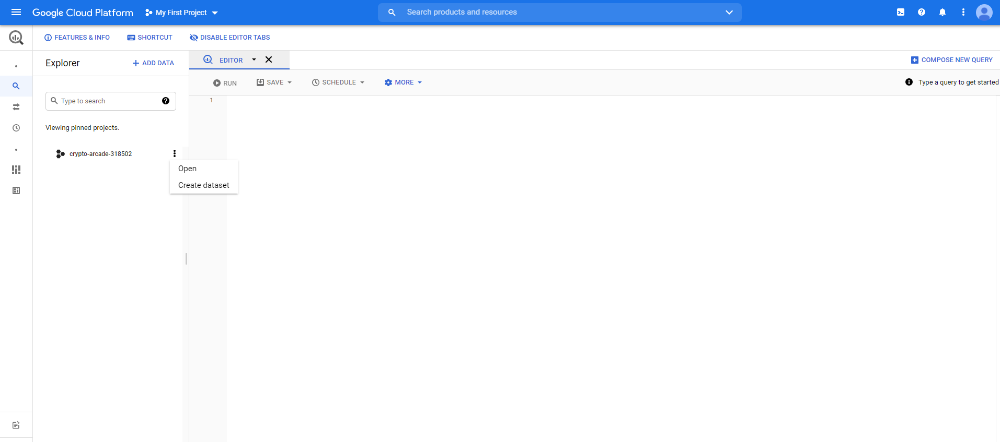 Google Cloud Platform
My First Project
Search products and resources
FEATURES & INFO
SHORTCUT
DISABLE EDITOR TABS
Explorer
ADD DATA
EDITOR
COMPOSE NEW QUERY
RUN
SAVE
SCHEDULE
MORE
Type a query to get started
Type to search
1
Viewing pinned projects.
crypto-arcade-318502
Open
Create dataset